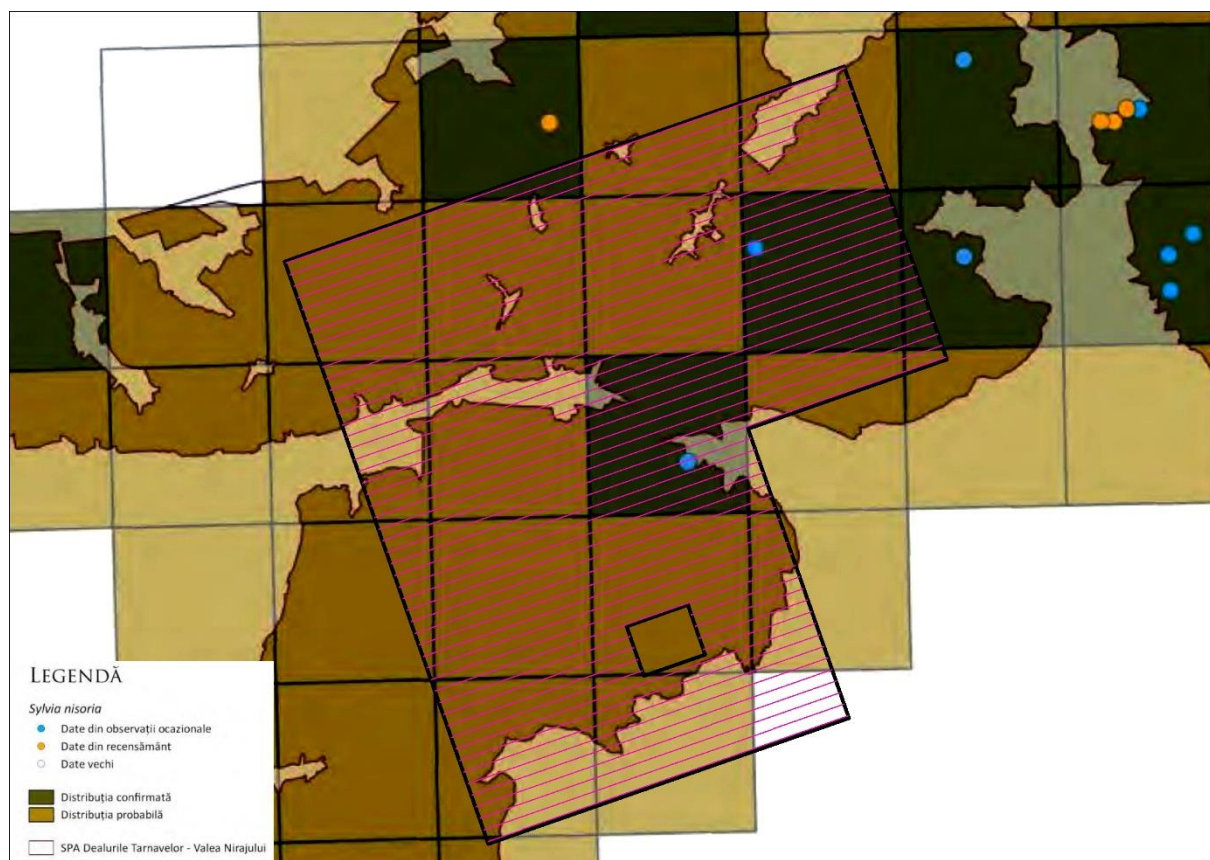 LEGENDĂ
Sylvia nisoria
Date din observații ocazionale
Date din recensământ
Date vechi
Distribuția confirmată
Distribuția probabilă
SPA Dealurile Tarnavelor - Valea Nirajului